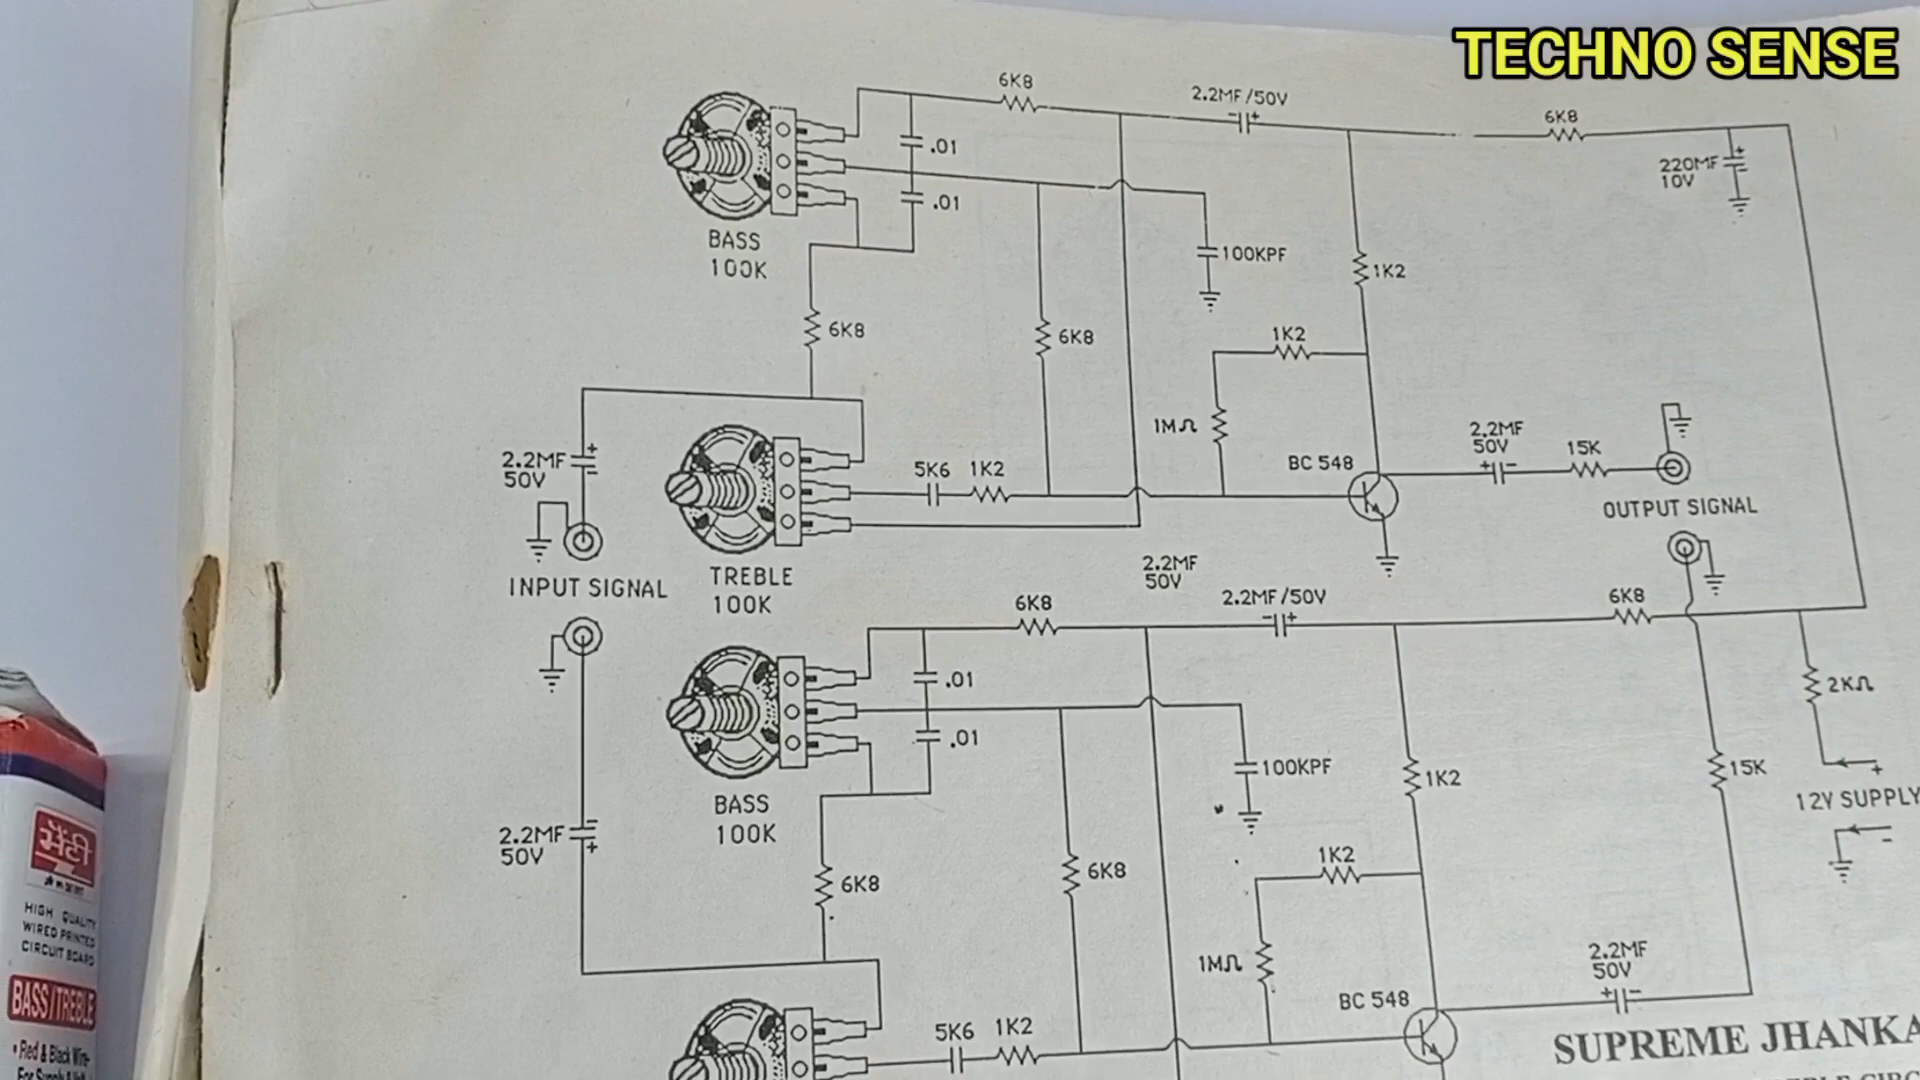 TECHNO SENSE
6K8
2.2MF/50V
6K8
.01
220MF
10V
.01
BASS
100K
100KPF
1K2
6K8
6K8
1K2
1MΩ
2.2MF
50V
5K6
1K2
BC 548
2.2MF
50V
15K
OUTPUT SIGNAL
INPUT SIGNAL
TREBLE
100K
2.2MF
50V
6K8
2.2MF/50V
6K8
.01
2KΩ
.01
BASS
100K
100KPF
1K2
15K
12V SUPPLY
2.2MF
50V
1K2
6K8
6K8
1MΩ
2.2MF
50V
BC 548
5K6
1K2
SUPREME JHANKA
मैंटी
HIGH QUALITY
WIRED PRINTED
CIRCUIT BOARD
BASS/TREBLE
• Red & Black Wire